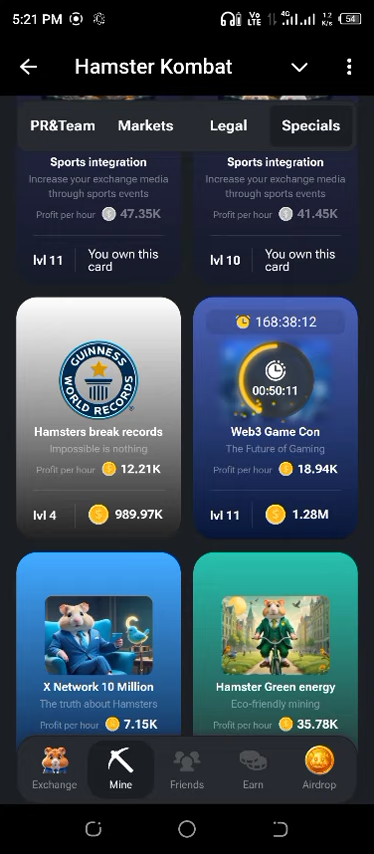 5:21 PM
Vo
LTE
4G
1.2
K/s
54
Hamster Kombat
PR&Team
Markets
Legal
Specials
Sports integration
Increase your exchange media
through sports events
Profit per hour
47.35K
lvl 11
You own this
card
Sports integration
Increase your exchange media
through sports events
Profit per hour
41.45K
lvl 10
You own this
card
GUINNESS
WORLD RECORDS
Hamsters break records
Impossible is nothing
Profit per hour
12.21K
lvl 4
989.97K
168:38:12
00:50:11
Web3 Game Con
The Future of Gaming
Profit per hour
18.94K
lvl 11
1.28M
X Network 10 Million
The truth about Hamsters
Profit per hour
7.15K
Hamster Green energy
Eco-friendly mining
Profit per hour
35.78K
Exchange
Mine
Friends
Earn
Airdrop